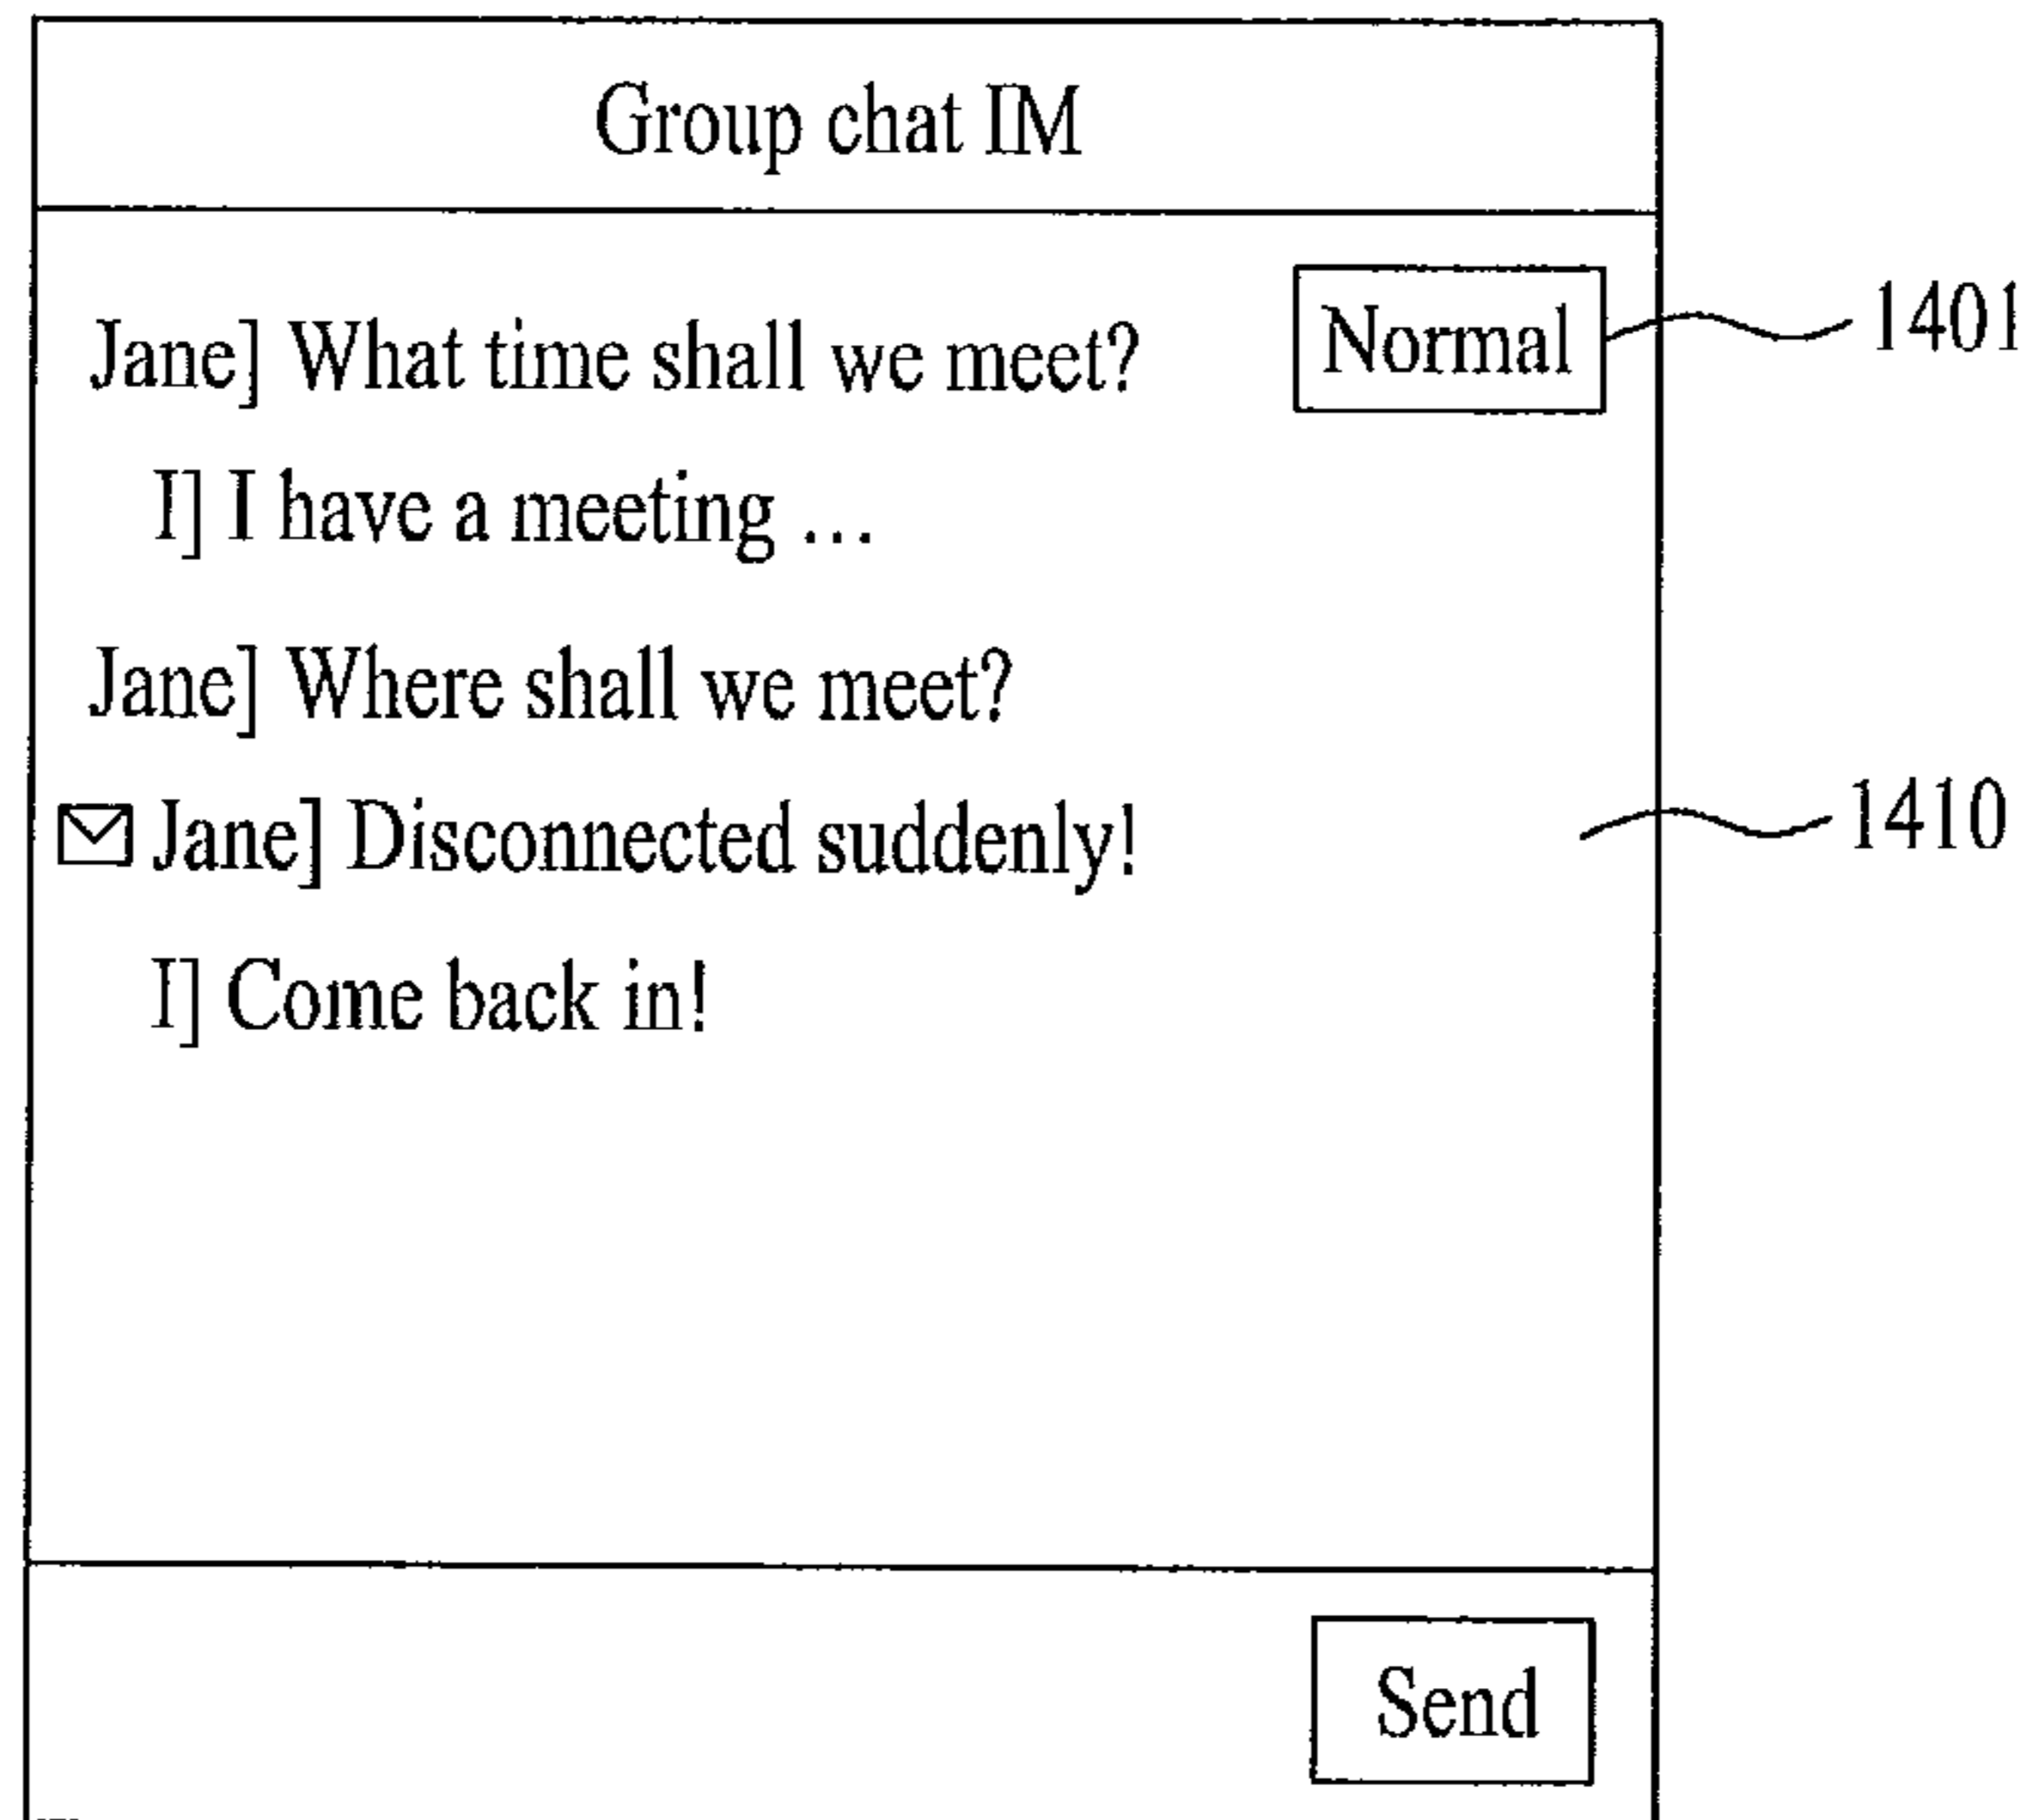 Group chat IM
Normal
1401
Jane] What time shall we meet?
I] I have a meeting ...
Jane] Where shall we meet?
Jane] Disconnected suddenly!
1410
I] Come back in!
Send